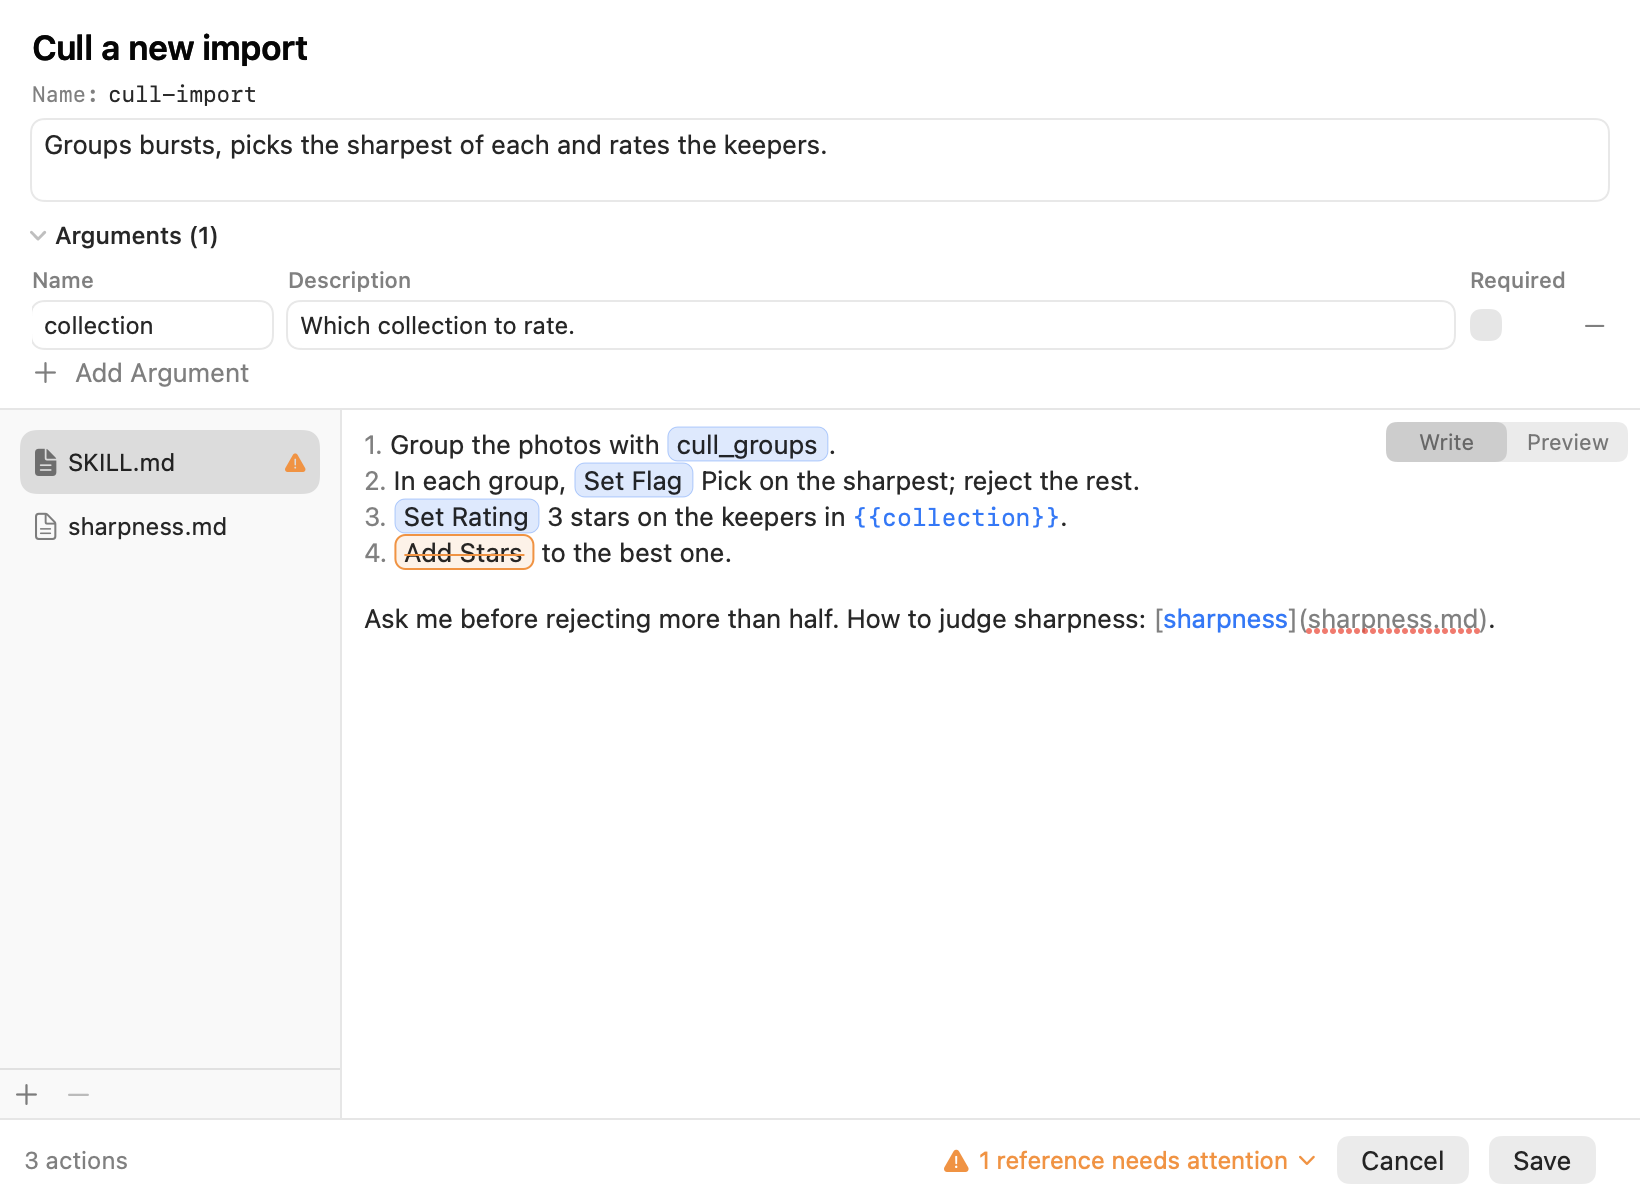 Cull a new import
Name: cull-import
Groups bursts, picks the sharpest of each and rates the keepers.
Arguments (1)
Name Description Required
collection Which collection to rate.
Add Argument
SKILL.md
sharpness.md
Write Preview
1. Group the photos with cull_groups.
2. In each group, Set Flag Pick on the sharpest; reject the rest.
3. Set Rating 3 stars on the keepers in {{collection}}.
4. Add Stars to the best one.
Ask me before rejecting more than half. How to judge sharpness: [sharpness](sharpness.md).
3 actions
1 reference needs attention
Cancel
Save